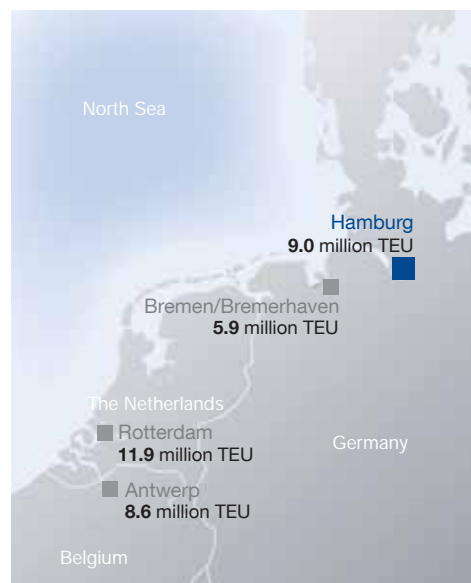 North Sea
Hamburg
9.0 million TEU
Bremen/Bremerhaven
5.9 million TEU
The Netherlands
Rotterdam
11.9 million TEU
Germany
Antwerp
8.6 million TEU
Belgium